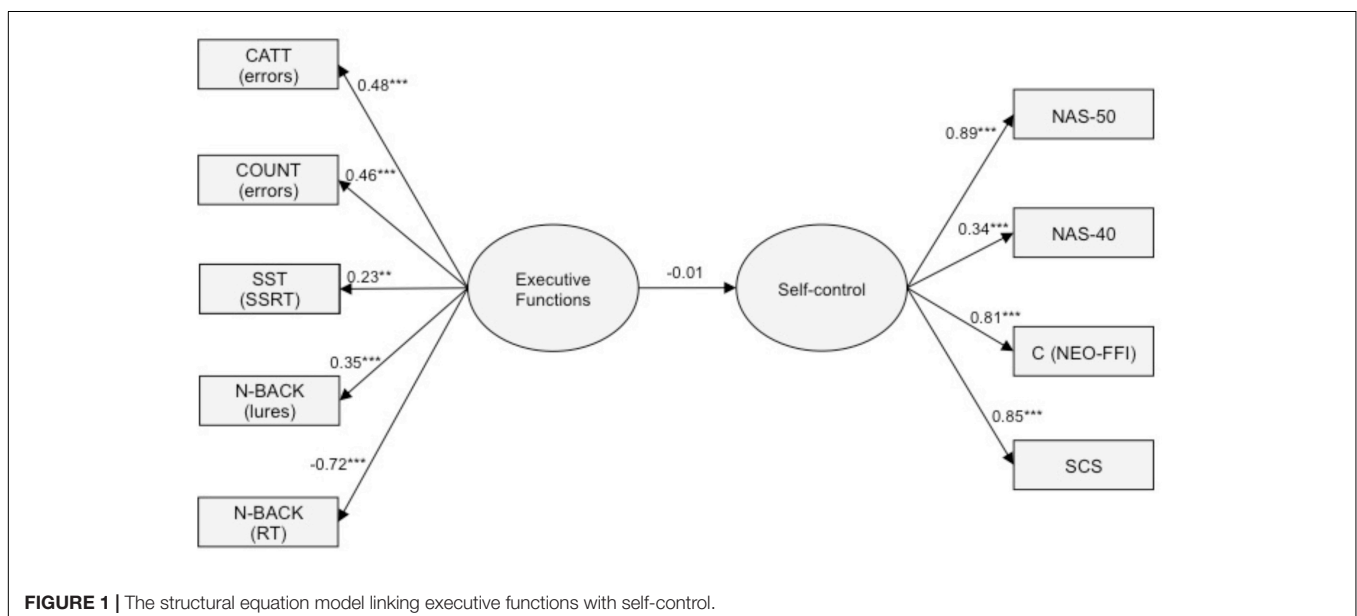 CATT
(errors)
0.48***
COUNT
(errors)
0.46***
SST
(SSRT)
0.23**
N-BACK
(lures)
0.35***
N-BACK
(RT)
-0.72***
Executive
Functions
-0.01
Self-control
0.89***
NAS-50
0.34***
NAS-40
0.81***
C (NEO-FFI)
0.85***
SCS
FIGURE 1 | The structural equation model linking executive functions with self-control.